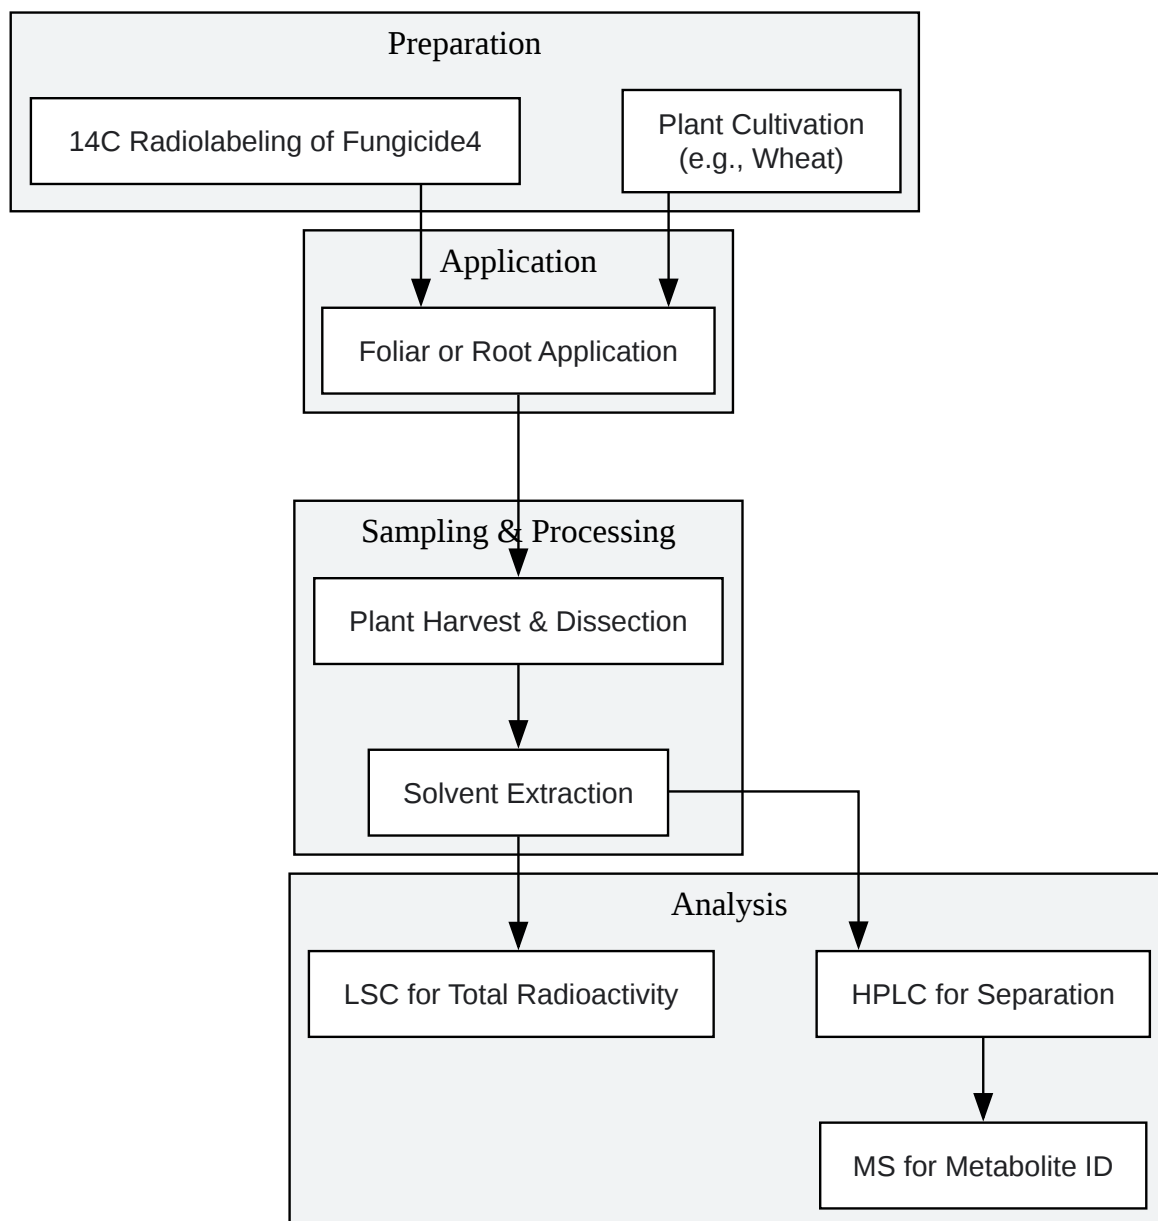 Preparation
14C Radiolabeling of Fungicide4
Plant Cultivation
(e.g., Wheat)
Application
Foliar or Root Application
Sampling & Processing
Plant Harvest & Dissection
Solvent Extraction
Analysis
LSC for Total Radioactivity
HPLC for Separation
MS for Metabolite ID